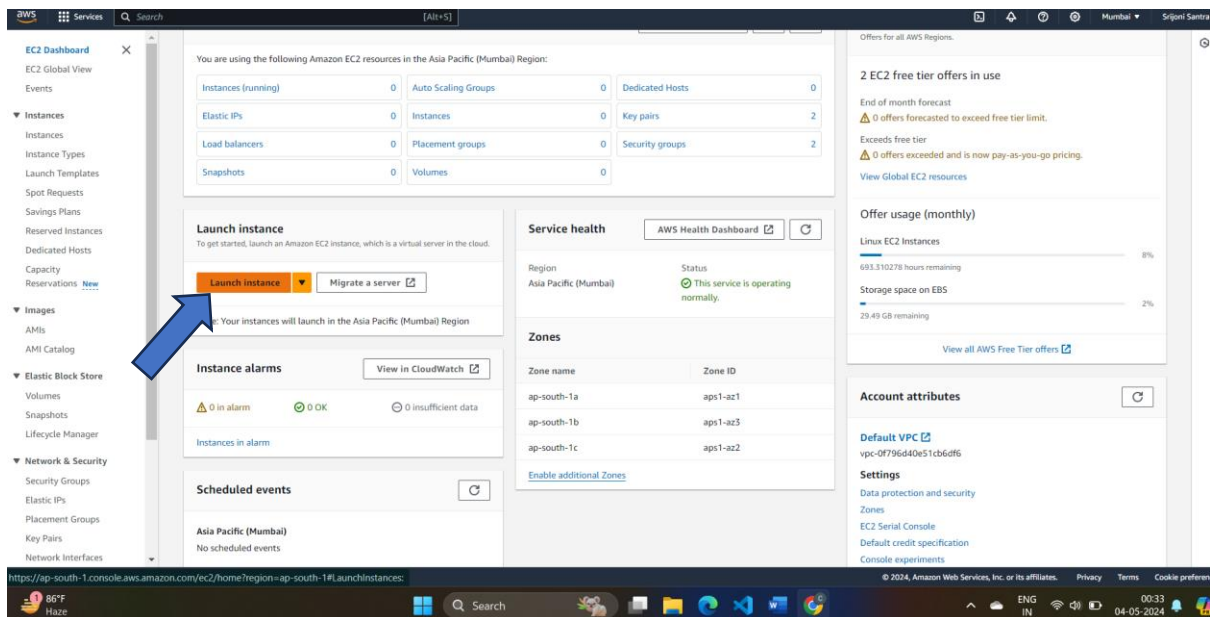 aws
Services
Search
[Alt+S]
Mumbai
Srijoni Santra
EC2 Dashboard
EC2 Global View
Events
Instances
Instances
Instance Types
Launch Templates
Spot Requests
Savings Plans
Reserved Instances
Dedicated Hosts
Capacity
Reservations New
Images
AMIs
AMI Catalog
Elastic Block Store
Volumes
Snapshots
Lifecycle Manager
Network & Security
Security Groups
Elastic IPs
Placement Groups
Key Pairs
Network Interfaces
You are using the following Amazon EC2 resources in the Asia Pacific (Mumbai) Region:
Instances (running) 0 Auto Scaling Groups 0 Dedicated Hosts 0
Elastic IPs 0 Instances 0 Key pairs 2
Load balancers 0 Placement groups 0 Security groups 2
Snapshots 0 Volumes 0
Launch instance
To get started, launch an Amazon EC2 instance, which is a virtual server in the cloud.
Launch instance
Migrate a server
Your instances will launch in the Asia Pacific (Mumbai) Region
Instance alarms
View in CloudWatch
0 in alarm 0 OK 0 insufficient data
Instances in alarm
Scheduled events
Asia Pacific (Mumbai)
No scheduled events
Service health
AWS Health Dashboard
Region Status
Asia Pacific (Mumbai) This service is operating
normally.
Zones
Zone name Zone ID
ap-south-1a aps1-az1
ap-south-1b aps1-az3
ap-south-1c aps1-az2
Enable additional Zones
Offers for all AWS Regions.
2 EC2 free tier offers in use
End of month forecast
0 offers forecasted to exceed free tier limit.
Exceeds free tier
0 offers exceeded and is now pay-as-you-go pricing.
View Global EC2 resources
Offer usage (monthly)
Linux EC2 Instances
8%
693.310278 hours remaining
Storage space on EBS
2%
29.49 GB remaining
View all AWS Free Tier offers
Account attributes
Default VPC
vpc-0f796d40e51cb6df6
Settings
Data protection and security
Zones
EC2 Serial Console
Default credit specification
Console experiments
https://ap-south-1.console.aws.amazon.com/ec2/home?region=ap-south-1#LaunchInstances:
© 2024, Amazon Web Services, Inc. or its affiliates. Privacy Terms Cookie preferen
1
86°F
Haze
Search
ENG
IN
00:33
04-05-2024